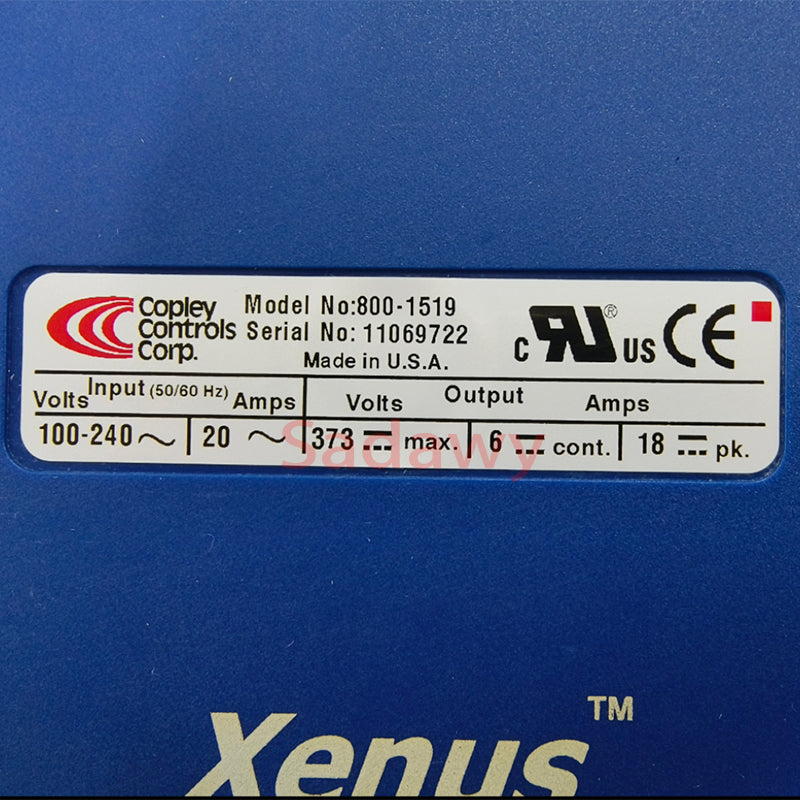 Copley
Controls
Corp.
Model No:800-1519
Serial No: 11069722
Made in U.S.A.
C RU ® US CE
Input (50/60 Hz)
Volts Amps
Output
Volts Amps
100-240 ~ 20 ~ 373 ⎓ max. 6 ⎓ cont. 18 ⎓ pk.
Sadawy
Xenus™